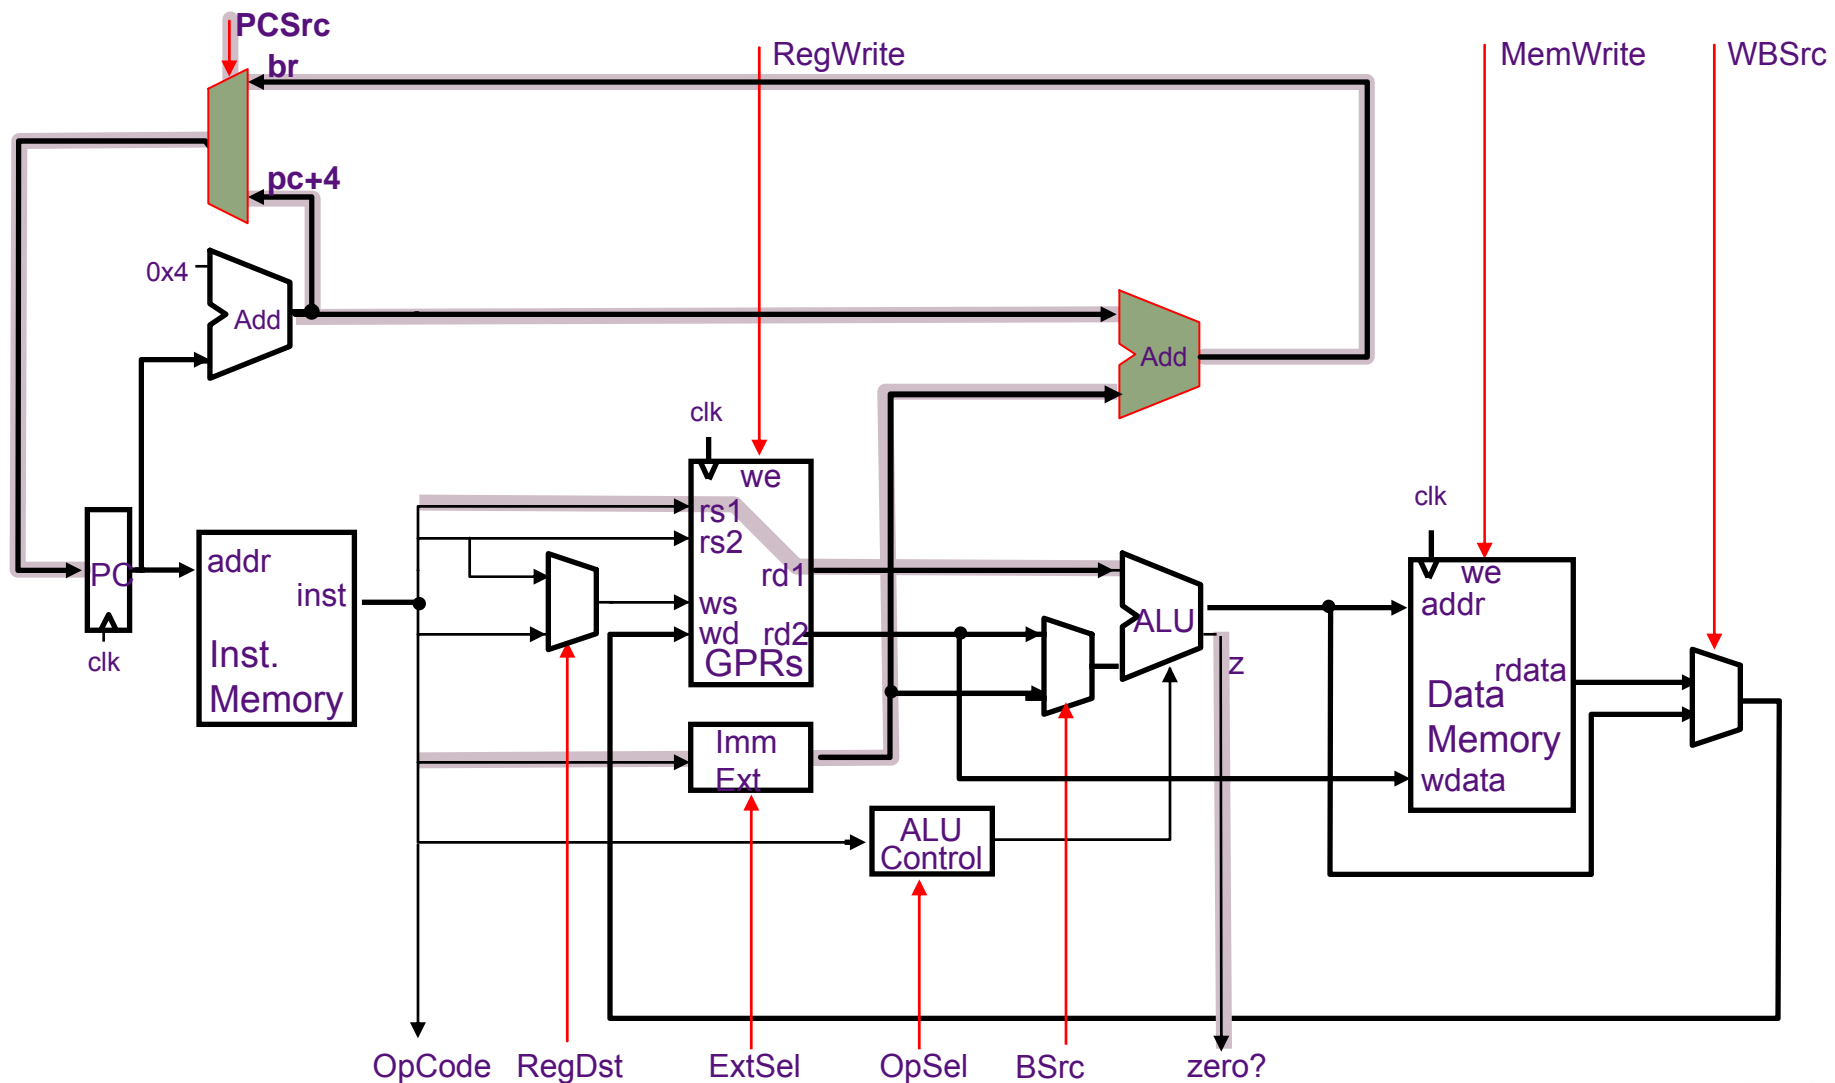 PCSrc
br
RegWrite
MemWrite
WBSrc
pc+4
0x4
Add
Add
clk
we
rs1
rs2
rd1
ws
wd
rd2
GPRs
PC
clk
addr
inst
Inst.
Memory
ALU
z
clk
we
addr
rdata
Data
Memory
wdata
Imm
Ext
ALU
Control
OpCode
RegDst
ExtSel
OpSel
BSrc
zero?